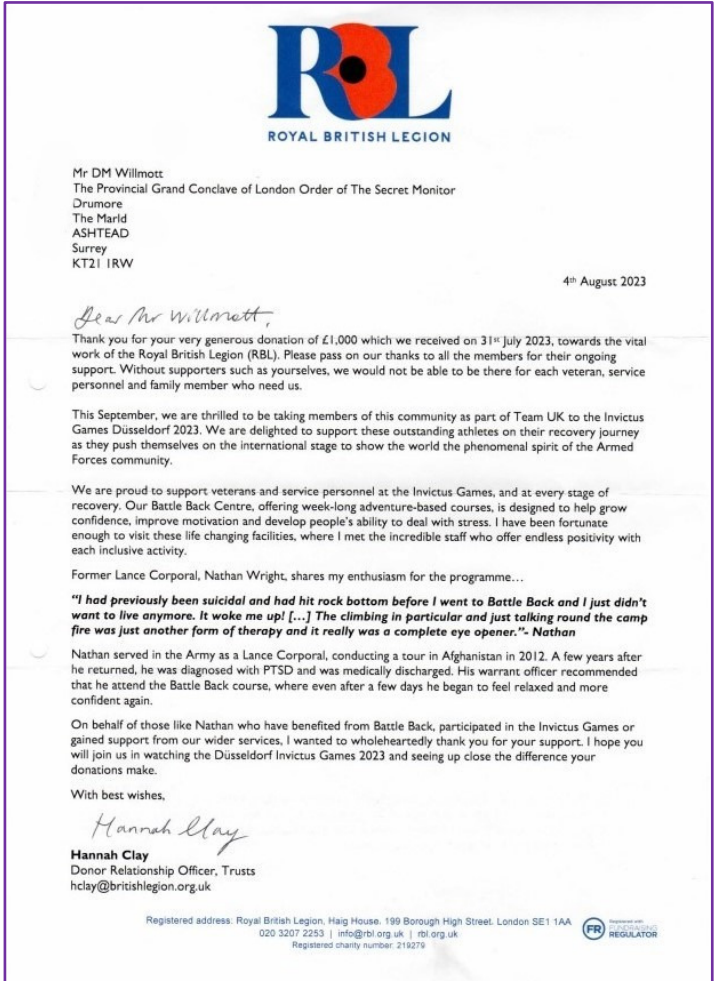 RBL
ROYAL BRITISH LEGION
Mr DM Willmott
The Provincial Grand Conclave of London Order of The Secret Monitor
Drumore
The Marld
ASHTEAD
Surrey
KT21 1RW
4th August 2023
Dear Mr Willmott,
Thank you for your very generous donation of £1,000 which we received on 31st July 2023, towards the vital
work of the Royal British Legion (RBL). Please pass on our thanks to all the members for their ongoing
support. Without supporters such as yourselves, we would not be able to be there for each veteran, service
personnel and family member who need us.
This September, we are thrilled to be taking members of this community as part of Team UK to the Invictus
Games Düsseldorf 2023. We are delighted to support these outstanding athletes on their recovery journey
as they push themselves on the international stage to show the world the phenomenal spirit of the Armed
Forces community.
We are proud to support veterans and service personnel at the Invictus Games, and at every stage of
recovery. Our Battle Back Centre, offering week-long adventure-based courses, is designed to help grow
confidence, improve motivation and develop people's ability to deal with stress. I have been fortunate
enough to visit these life changing facilities, where I met the incredible staff who offer endless positivity with
each inclusive activity.
Former Lance Corporal, Nathan Wright, shares my enthusiasm for the programme…
"I had previously been suicidal and had hit rock bottom before I went to Battle Back and I just didn't
want to live anymore. It woke me up! […] The climbing in particular and just talking round the camp
fire was just another form of therapy and it really was a complete eye opener."- Nathan
Nathan served in the Army as a Lance Corporal, conducting a tour in Afghanistan in 2012. A few years after
he returned, he was diagnosed with PTSD and was medically discharged. His warrant officer recommended
that he attend the Battle Back course, where even after a few days he began to feel relaxed and more
confident again.
On behalf of those like Nathan who have benefited from Battle Back, participated in the Invictus Games or
gained support from our wider services, I wanted to wholeheartedly thank you for your support. I hope you
will join us in watching the Düsseldorf Invictus Games 2023 and seeing up close the difference your
donations make.
With best wishes,
Hannah Clay
Hannah Clay
Donor Relationship Officer, Trusts
hclay@britishlegion.org.uk
Registered address: Royal British Legion, Haig House, 199 Borough High Street, London SE1 1AA
020 3207 2253 | info@rbl.org.uk | rbl.org.uk
Registered charity number: 219279
FR
Registered with
FUNDRAISING
REGULATOR